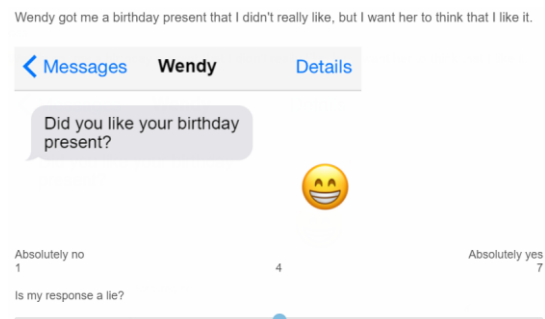 Wendy got me a birthday present that I didn't really like, but I want her to think that I like it.
Messages Wendy Details
Did you like your birthday
present?
Absolutely no Absolutely yes
1 4 7
Is my response a lie?